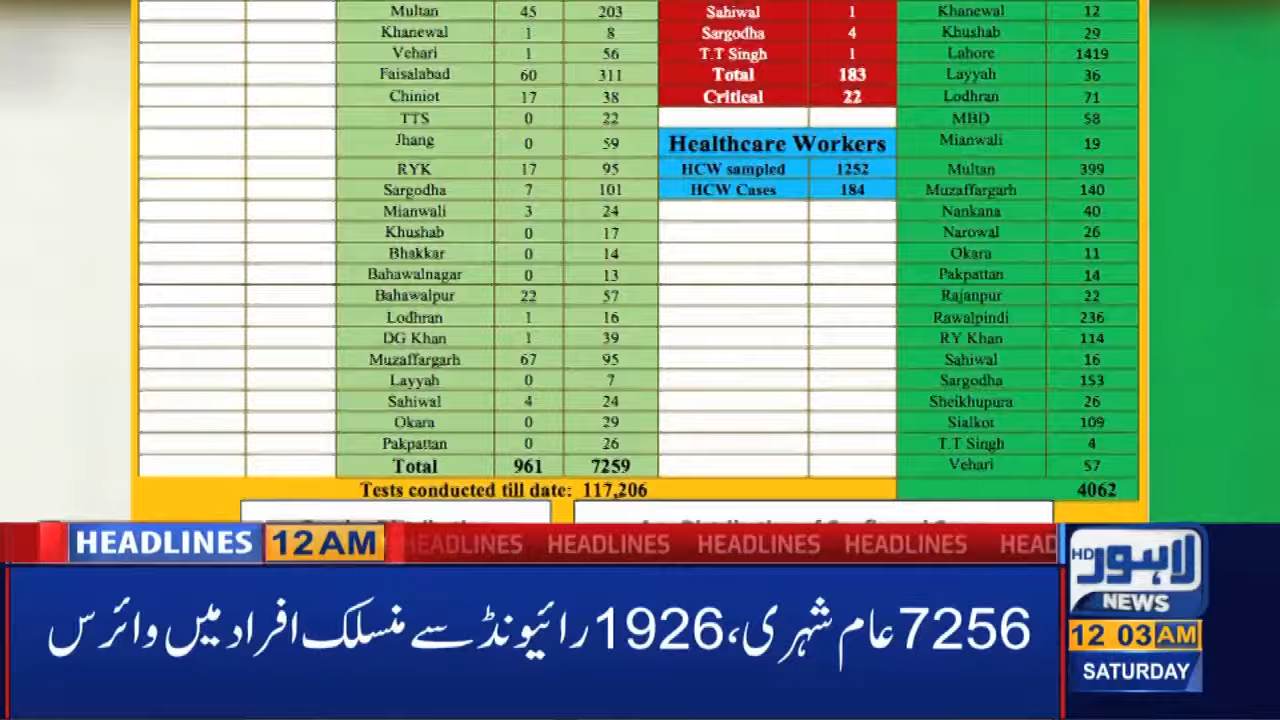 Multan 45 203 Sahiwal 1 Khanewal 12
Khanewal 1 8 Sargodha 4 Khushab 29
Vehari 1 56 T.T Singh 1 Lahore 1419
Faisalabad 60 311 Total 183 Layyah 36
Chiniot 17 38 Critical 22 Lodhran 71
TTS 0 22 MBD 58
Jhang 0 59 Healthcare Workers Mianwali 19
RYK 17 95 HCW sampled 1252 Multan 399
Sargodha 7 101 HCW Cases 184 Muzaffargarh 140
Mianwali 3 24 Nankana 40
Khushab 0 17 Narowal 26
Bhakkar 0 14 Okara 11
Bahawalnagar 0 13 Pakpattan 14
Bahawalpur 22 57 Rajanpur 22
Lodhran 1 16 Rawalpindi 236
DG Khan 1 39 RY Khan 114
Muzaffargarh 67 95 Sahiwal 16
Layyah 0 7 Sargodha 153
Sahiwal 4 24 Sheikhupura 26
Okara 0 29 Sialkot 109
Pakpattan 0 26 T.T Singh 4
Total 961 7259 Vehari 57
Tests conducted till date: 117,206 4062
HEADLINES 12 AM HEADLINES HEADLINES HEADLINES HEADLINES HEAD
7256 عام شہری، 1926 رائیونڈ سے منسلک افراد میں وائرس
HD لاہور
NEWS
12 03 AM
SATURDAY